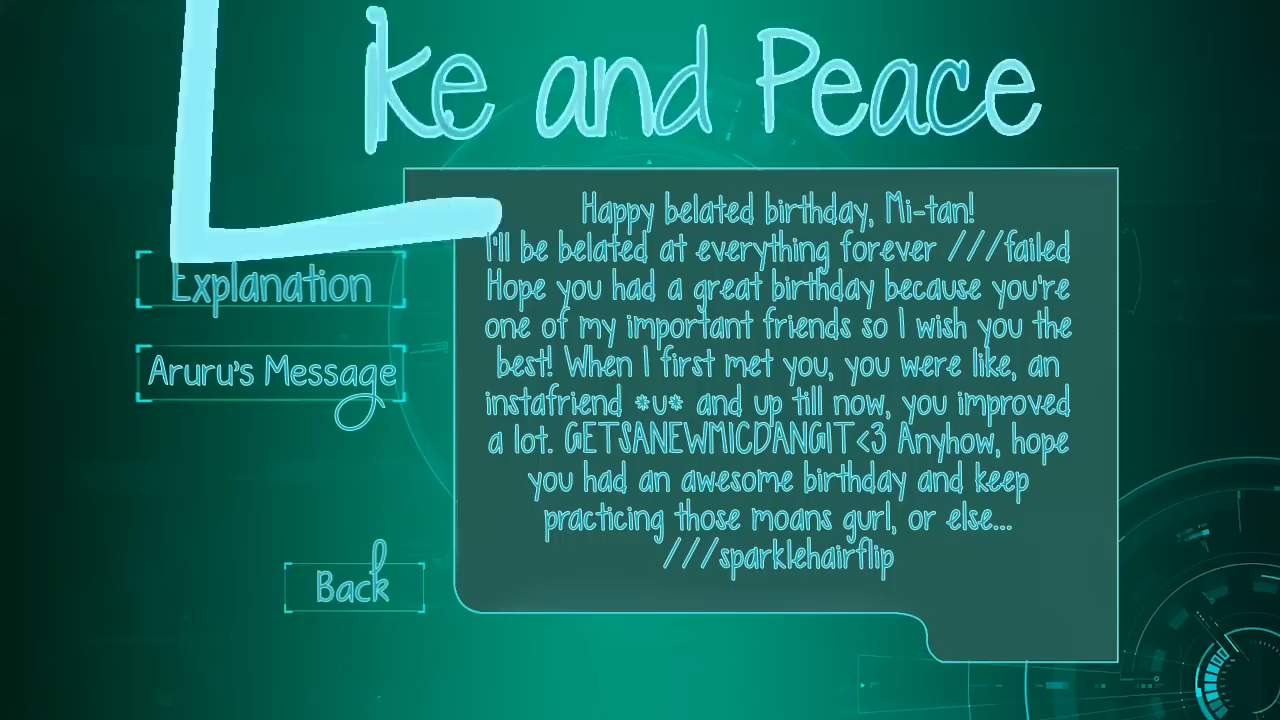 Like and Peace
Happy belated birthday, Mi-tan!
I'll be belated at everything forever ///failed
Hope you had a great birthday because you're
one of my important friends so I wish you the
best! When I first met you, you were like, an
instafriend *u* and up till now, you improved
a lot. GETSANEWMICDANGIT<3 Anyhow, hope
you had an awesome birthday and keep
practicing those moans gurl, or else...
///sparklehairflip
Explanation
Aruru's Message
Back